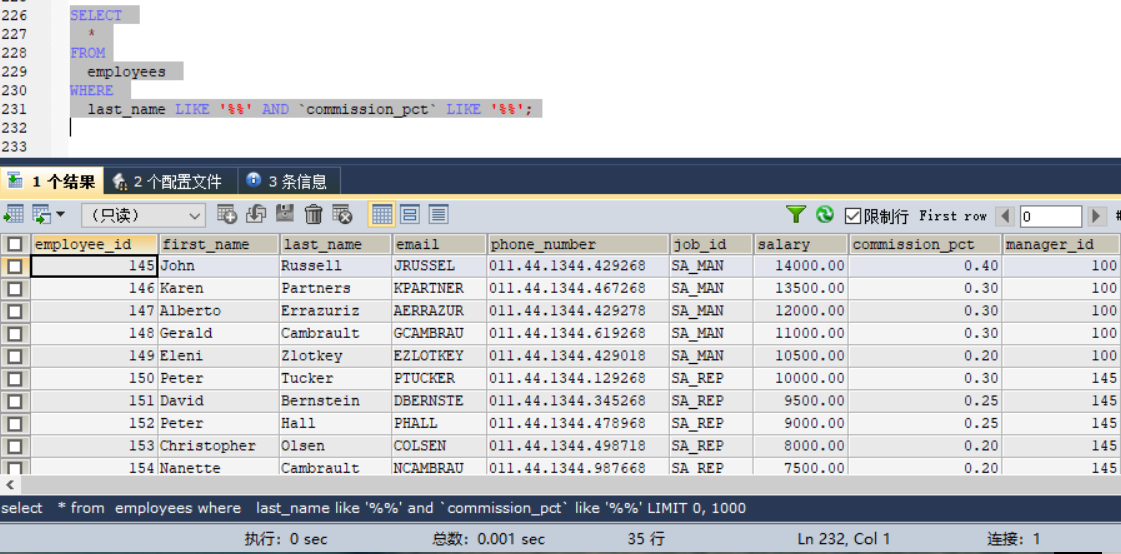 226 SELECT
227 *
228 FROM
229 employees
230 WHERE
231 last_name LIKE '%%' AND `commission_pct` LIKE '%%';
232
233
1 个结果 2 个配置文件 3 条信息
（只读） 限制行 First row 0 #
employee_id first_name last_name email phone_number job_id salary commission_pct manager_id
145 John Russell JRUSSEL 011.44.1344.429268 SA_MAN 14000.00 0.40 100
146 Karen Partners KPARTNER 011.44.1344.467268 SA_MAN 13500.00 0.30 100
147 Alberto Errazuriz AERRAZUR 011.44.1344.429278 SA_MAN 12000.00 0.30 100
148 Gerald Cambrault GCAMBRAU 011.44.1344.619268 SA_MAN 11000.00 0.30 100
149 Eleni Zlotkey EZLOTKEY 011.44.1344.429018 SA_MAN 10500.00 0.20 100
150 Peter Tucker PTUCKER 011.44.1344.129268 SA_REP 10000.00 0.30 145
151 David Bernstein DBERNSTE 011.44.1344.345268 SA_REP 9500.00 0.25 145
152 Peter Hall PHALL 011.44.1344.478968 SA_REP 9000.00 0.25 145
153 Christopher Olsen COLSEN 011.44.1344.498718 SA_REP 8000.00 0.20 145
154 Nanette Cambrault NCAMBRAU 011.44.1344.987668 SA_REP 7500.00 0.20 145
select * from employees where last_name like '%%' and `commission_pct` like '%%' LIMIT 0, 1000
执行: 0 sec 总数: 0.001 sec 35 行 Ln 232, Col 1 连接: 1